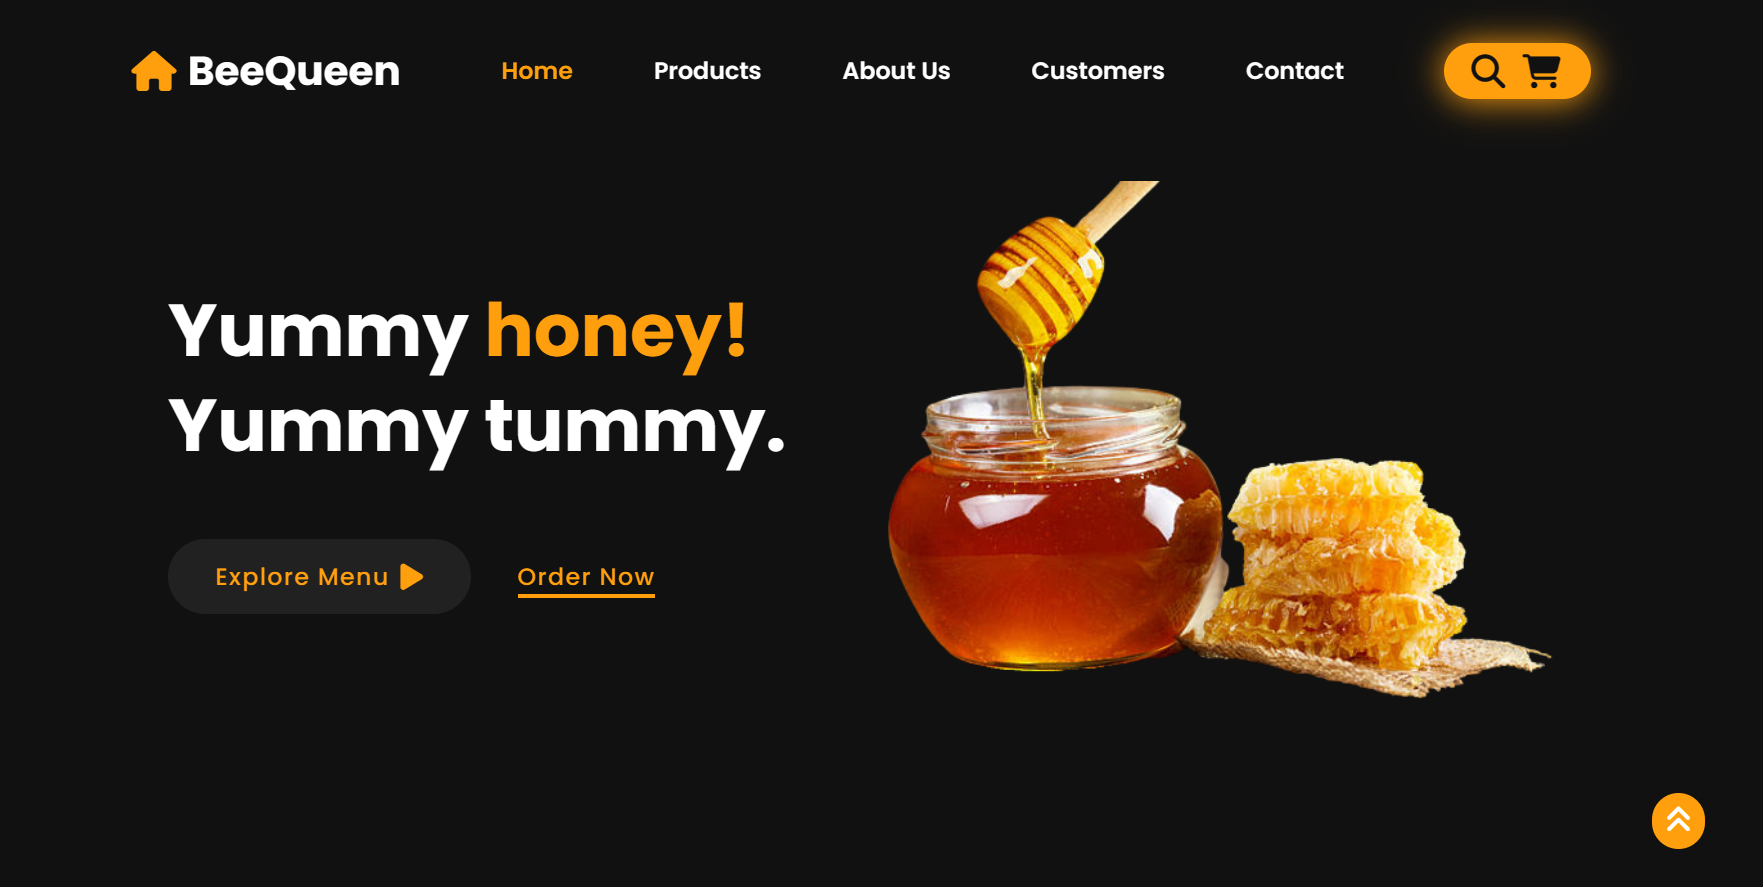 BeeQueen Home Products About Us Customers Contact
Yummy honey!
Yummy tummy.
Explore Menu Order Now